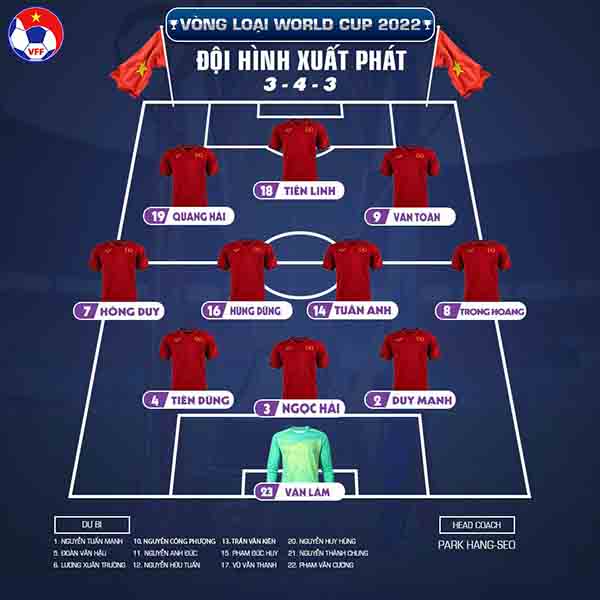 VÒNG LOẠI WORLD CUP 2022
VFF
ĐỘI HÌNH XUẤT PHÁT
3 - 4 - 3
18 TIẾN LINH
19 QUANG HẢI
9 VĂN TOÀN
7 HỒNG DUY
16 HÙNG DŨNG
14 TUẤN ANH
8 TRỌNG HOÀNG
4 TIẾN DŨNG
3 NGỌC HẢI
2 DUY MẠNH
23 VĂN LÂM
DỰ BỊ
1. NGUYỄN TUẤN MẠNH
5. ĐOÀN VĂN HẬU
6. LƯƠNG XUÂN TRƯỜNG
10. NGUYỄN CÔNG PHƯỢNG
11. NGUYỄN ANH ĐỨC
12. NGUYỄN HỮU TUẤN
13. TRẦN VĂN KIÊN
15. PHẠM ĐỨC HUY
17. VŨ VĂN THANH
20. NGUYỄN HUY HÙNG
21. NGUYỄN THÀNH CHUNG
22. PHẠM VĂN CƯỜNG
HEAD COACH
PARK HANG-SEO